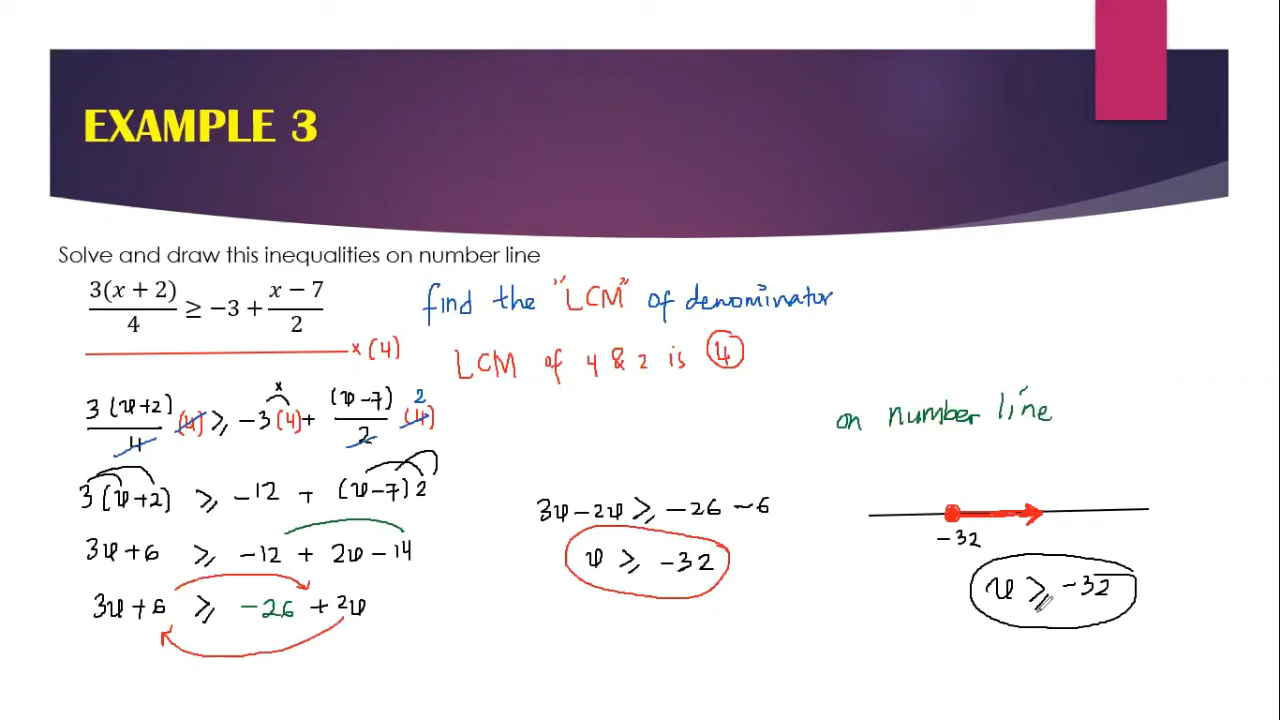 EXAMPLE 3
Solve and draw this inequalities on number line
3(x + 2)/4 ≥ −3 + (x − 7)/2
find the "LCM" of denominator
×(4)
LCM of 4 & 2 is 4
3(x+2)/4 (4) ≥ -3(4) + (x-7)/2 (4) 2
×
on number line
3(x+2) ≥ -12 + (x-7)2
3x+6 ≥ -12 + 2x - 14
3x+6 ≥ -26 + 2x
3x-2x ≥ -26 -6
x ≥ -32
-32
x ≥ -32